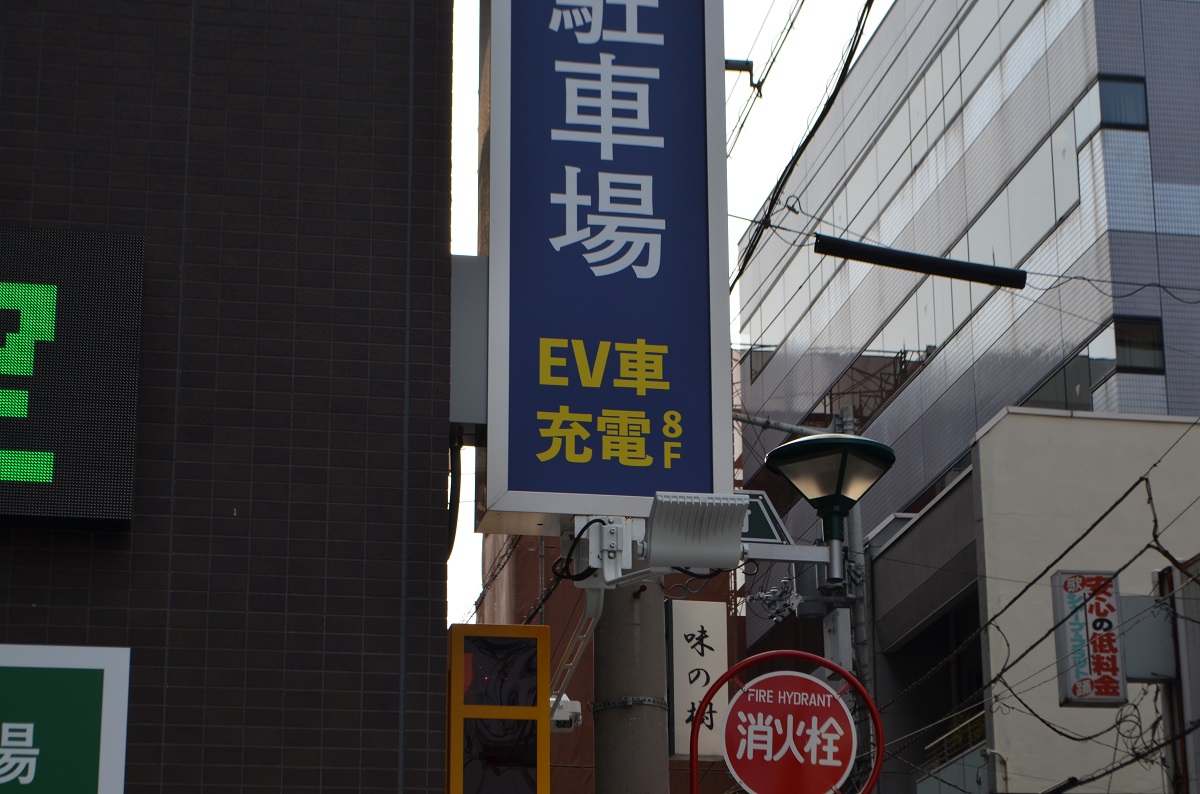 駐車場
EV車
充電 8F
場
味の樹
FIRE HYDRANT
消火栓
安心の低料金